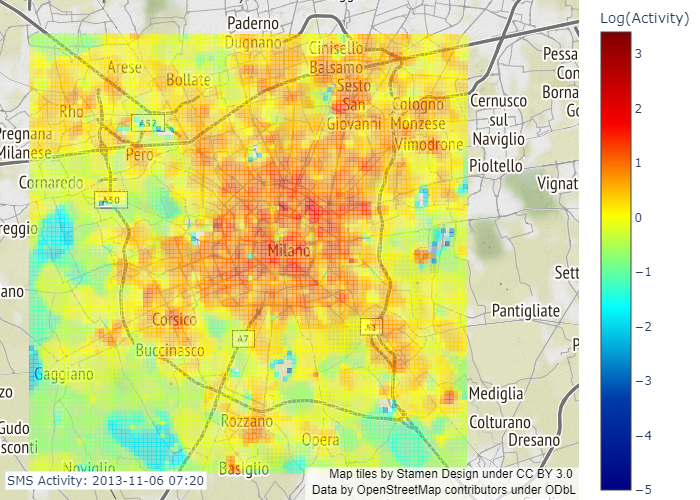 Log(Activity)
Paderno
Dugnano
Cinisello
Balsamo
Arese
Bollate
Sesto
San
Giovanni
Rho
Cologno
Monzese
Cernusco
sul
Naviglio
A52
Pregnana
Milanese
Pero
Vimodrone
Pioltello
Cornaredo
A50
Vignat
reggio
Milano
Sett
ano
Pantigliate
Corsico
A7
A1
Buccinasco
Gaggiano
Mediglia
zo
Rozzano
Colturano
Gudo
sconti
Opera
Dresano
Noviglio
Basiglio
Pessa
Con
Borna
Go
3
2
1
0
−1
−2
−3
−4
−5
SMS Activity: 2013-11-06 07:20
Map tiles by Stamen Design under CC BY 3.0
Data by OpenStreetMap contributors under ODbL